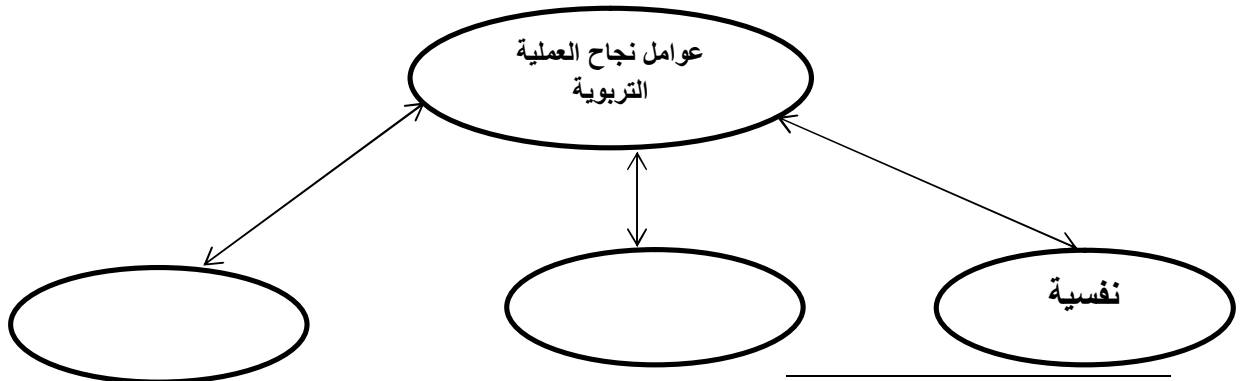 عوامل نجاح العملية
التربوية
نفسية